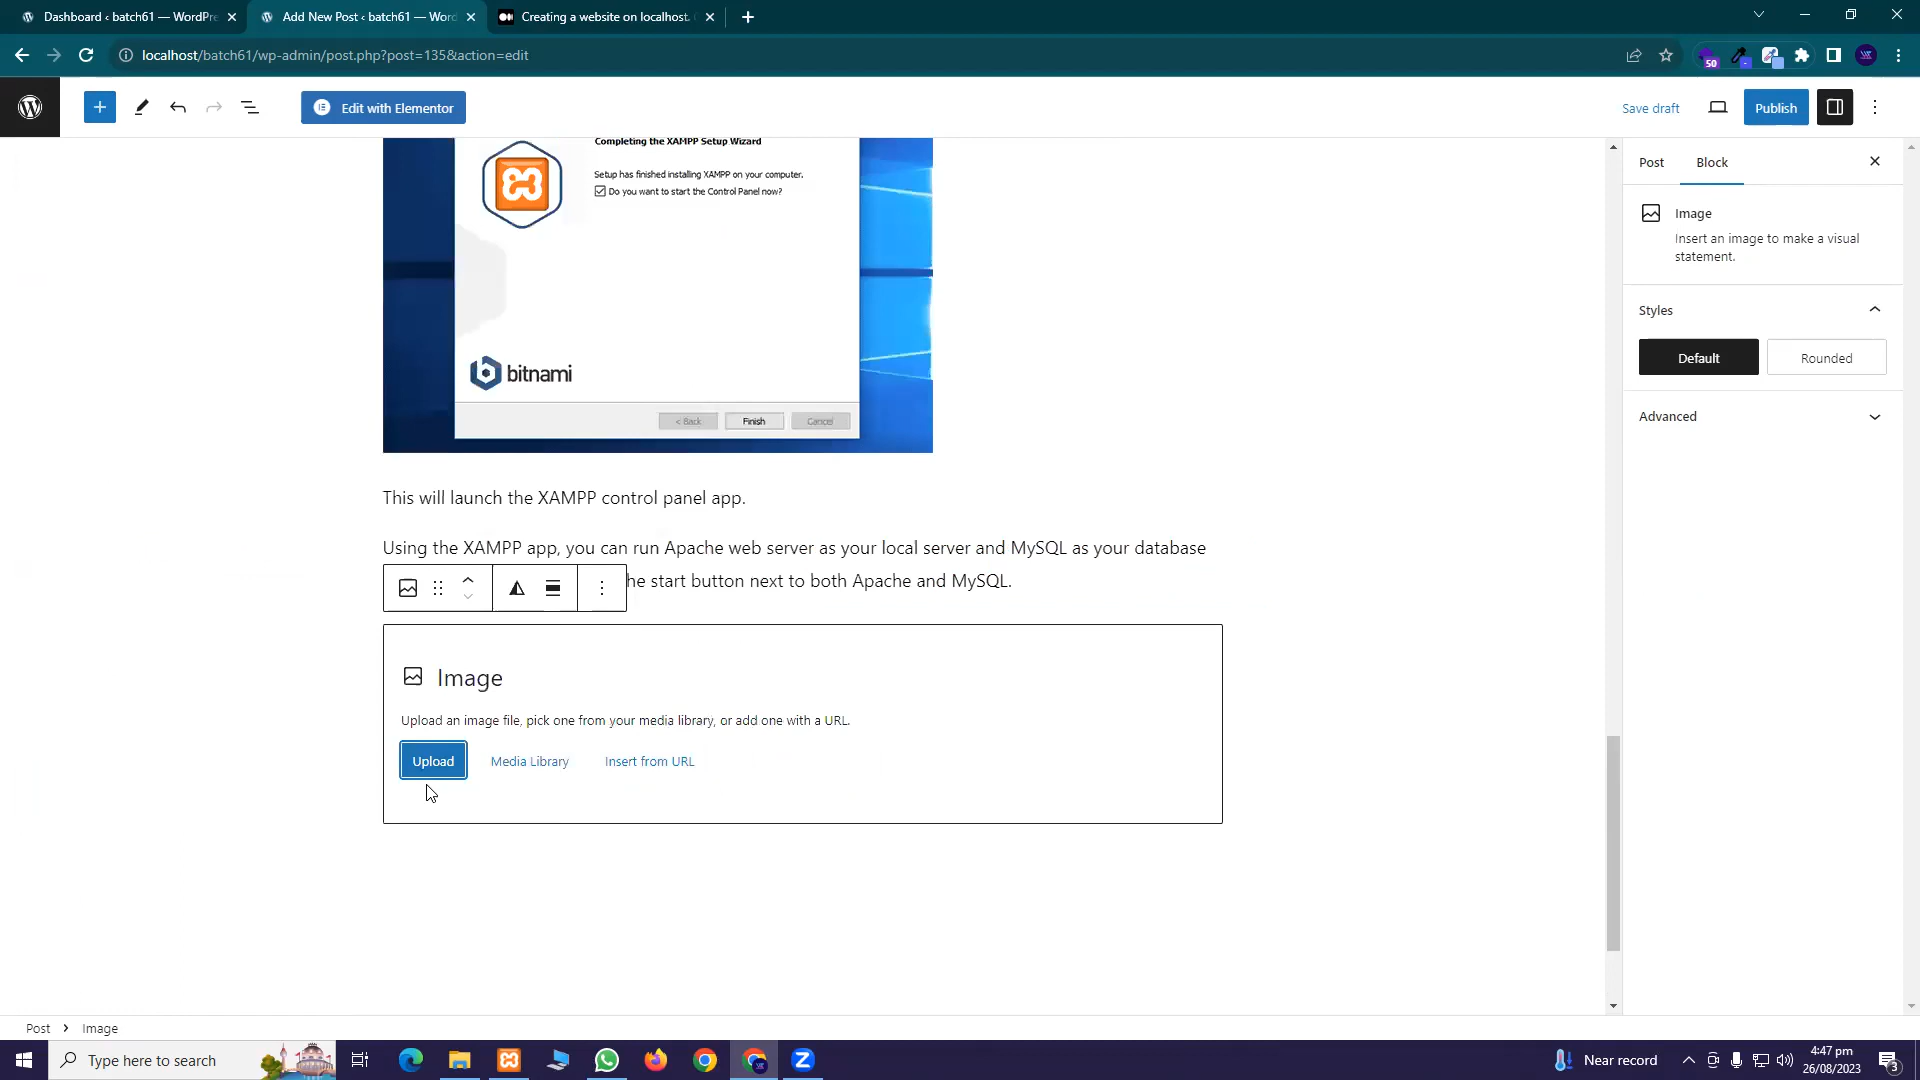 Dashboard ‹ batch61 — WordPre
Add New Post ‹ batch61 — Word
Creating a website on localhost.
localhost/batch61/wp-admin/post.php?post=135&action=edit
50
Edit with Elementor
Save draft
Publish
Completing the XAMPP Setup Wizard
Setup has finished installing XAMPP on your computer.
Do you want to start the Control Panel now?
bitnami
< Back
Finish
Cancel
This will launch the XAMPP control panel app.
Using the XAMPP app, you can run Apache web server as your local server and MySQL as your database
he start button next to both Apache and MySQL.
Image
Upload an image file, pick one from your media library, or add one with a URL.
Upload
Media Library
Insert from URL
Post
Block
Image
Insert an image to make a visual
statement.
Styles
Default
Rounded
Advanced
Post
Image
Type here to search
Near record
4:47 pm
26/08/2023
3